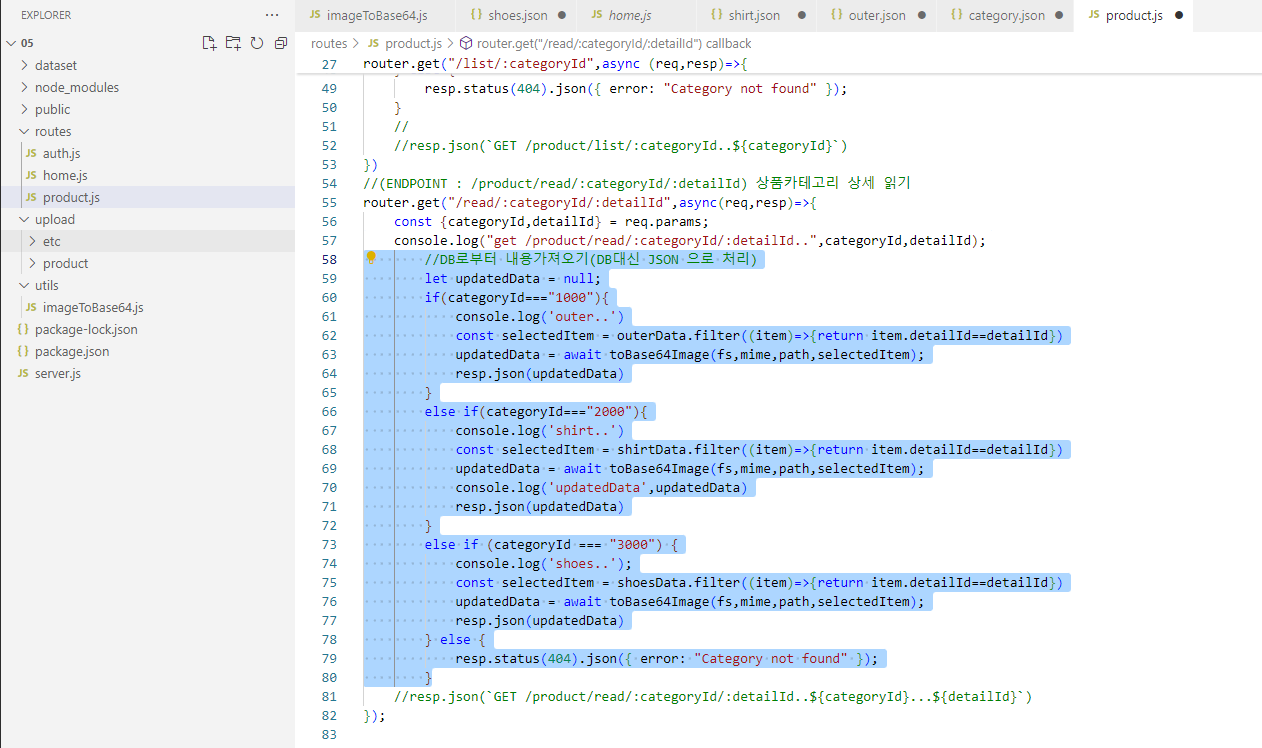 EXPLORER ...
05
dataset
node_modules
public
routes
JS auth.js
JS home.js
JS product.js
upload
etc
product
utils
JS imageToBase64.js
{} package-lock.json
{} package.json
JS server.js
JS imageToBase64.js {} shoes.json ● JS home.js {} shirt.json ● {} outer.json ● {} category.json ● JS product.js ●
routes > JS product.js > router.get("/read/:categoryId/:detailId") callback
27 router.get("/list/:categoryId",async (req,resp)=>{
49 resp.status(404).json({ error: "Category not found" });
50 }
51 //
52 //resp.json(`GET /product/list/:categoryId..${categoryId}`)
53 })
54 //(ENDPOINT : /product/read/:categoryId/:detailId) 상품카테고리 상세 읽기
55 router.get("/read/:categoryId/:detailId",async(req,resp)=>{
56 const {categoryId,detailId} = req.params;
57 console.log("get /product/read/:categoryId/:detailId..",categoryId,detailId);
58 //DB로부터 내용가져오기(DB대신 JSON 으로 처리)
59 let updatedData = null;
60 if(categoryId==="1000"){
61 console.log('outer..')
62 const selectedItem = outerData.filter((item)=>{return item.detailId==detailId})
63 updatedData = await toBase64Image(fs,mime,path,selectedItem);
64 resp.json(updatedData)
65 }
66 else if(categoryId==="2000"){
67 console.log('shirt..')
68 const selectedItem = shirtData.filter((item)=>{return item.detailId==detailId})
69 updatedData = await toBase64Image(fs,mime,path,selectedItem);
70 console.log('updatedData',updatedData)
71 resp.json(updatedData)
72 }
73 else if (categoryId === "3000") {
74 console.log('shoes..');
75 const selectedItem = shoesData.filter((item)=>{return item.detailId==detailId})
76 updatedData = await toBase64Image(fs,mime,path,selectedItem);
77 resp.json(updatedData)
78 } else {
79 resp.status(404).json({ error: "Category not found" });
80 }
81 //resp.json(`GET /product/read/:categoryId/:detailId..${categoryId}...${detailId}`)
82 });
83